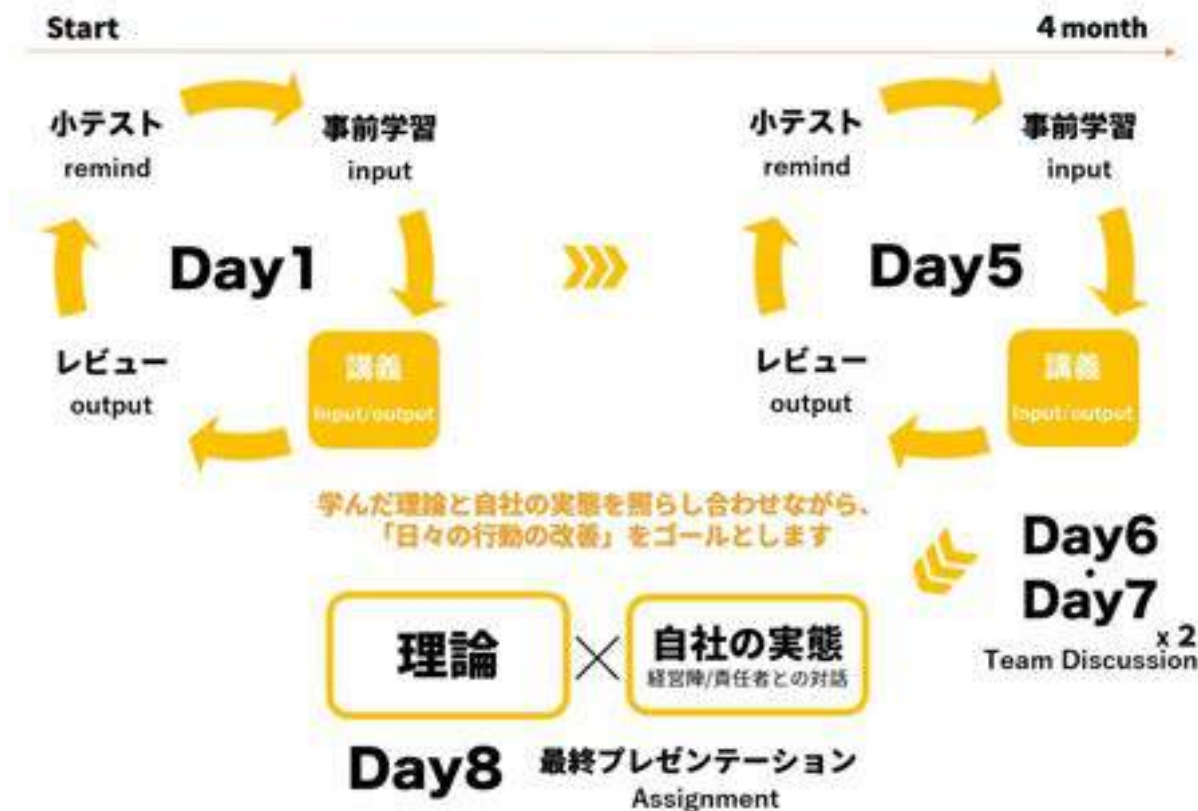 Start
4 month
小テスト
remind
事前学習
input
Day1
レビュー
output
講義
Input/output
小テスト
remind
事前学習
input
Day5
レビュー
output
講義
Input/output
学んだ理論と自社の実態を照らし合わせながら、
「日々の行動の改善」をゴールとします
Day6
・
Day7
x 2
Team Discussion
理論
×
自社の実態
経営陣/責任者との対話
Day8
最終プレゼンテーション
Assignment